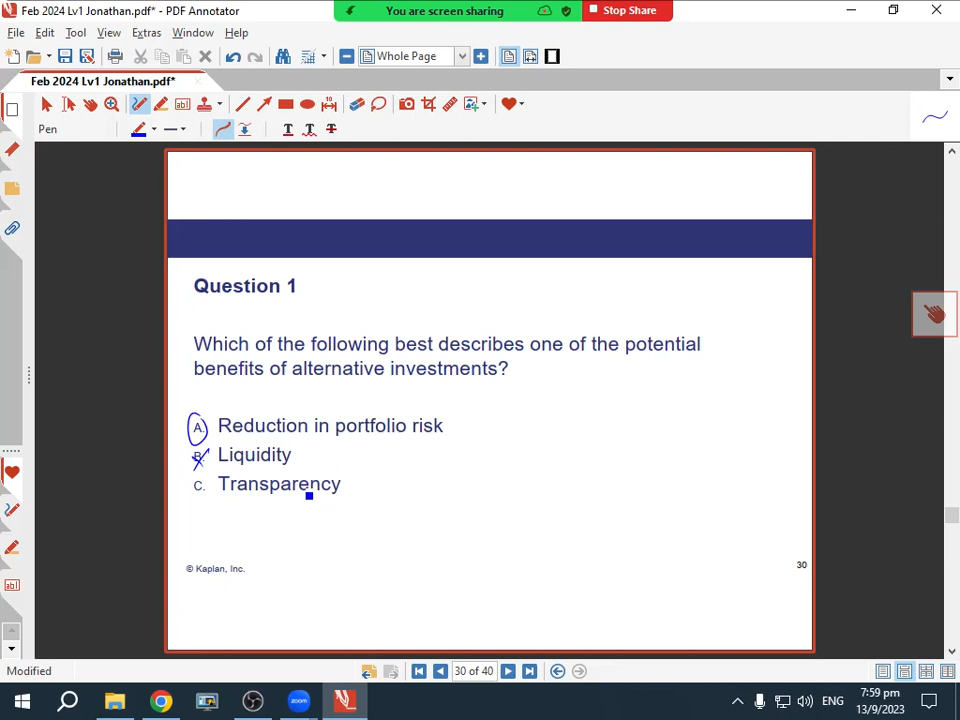 Feb 2024 Lv1 Jonathan.pdf* - PDF Annotator
You are screen sharing
Stop Share
File Edit Tool View Extras Window Help
Whole Page
Feb 2024 Lv1 Jonathan.pdf*
Pen
Question 1
Which of the following best describes one of the potential
benefits of alternative investments?
A. Reduction in portfolio risk
B. Liquidity
C. Transparency
© Kaplan, Inc.
30
Modified
30 of 40
zoom
ENG
7:59 pm
13/9/2023